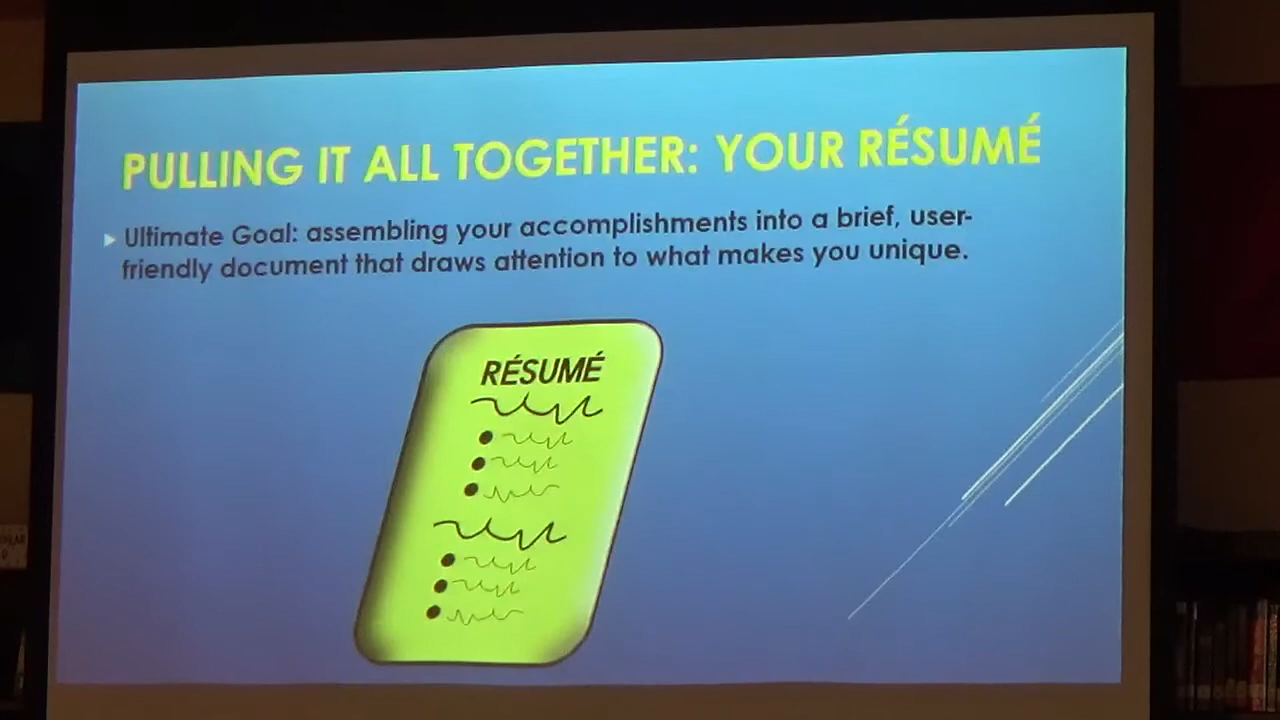 PULLING IT ALL TOGETHER: YOUR RÉSUMÉ
Ultimate Goal: assembling your accomplishments into a brief, user-
friendly document that draws attention to what makes you unique.
RÉSUMÉ